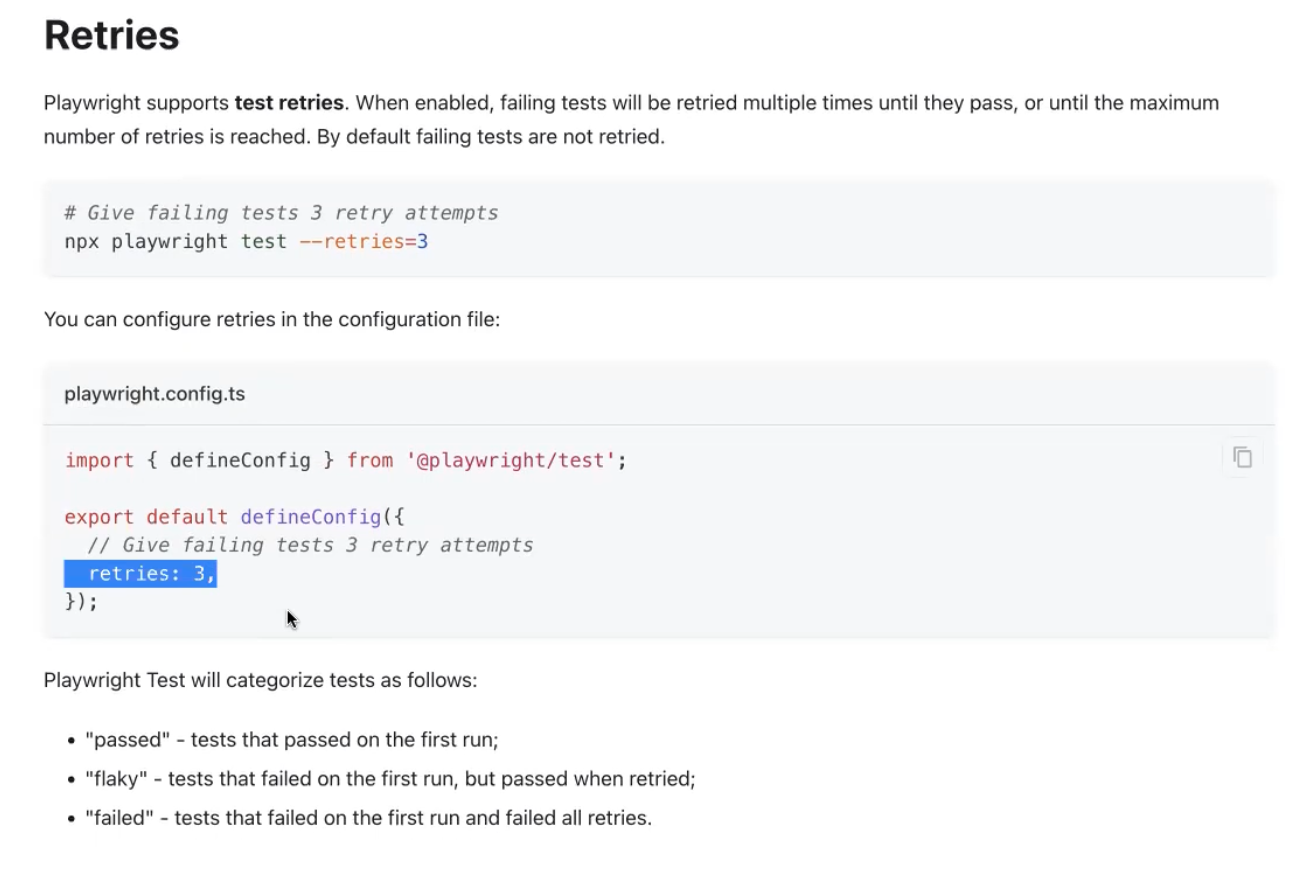 Retries
Playwright supports test retries. When enabled, failing tests will be retried multiple times until they pass, or until the maximum
number of retries is reached. By default failing tests are not retried.
# Give failing tests 3 retry attempts
npx playwright test --retries=3
You can configure retries in the configuration file:
playwright.config.ts
import { defineConfig } from '@playwright/test';
export default defineConfig({
  // Give failing tests 3 retry attempts
  retries: 3,
});
Playwright Test will categorize tests as follows:
• "passed" - tests that passed on the first run;
• "flaky" - tests that failed on the first run, but passed when retried;
• "failed" - tests that failed on the first run and failed all retries.